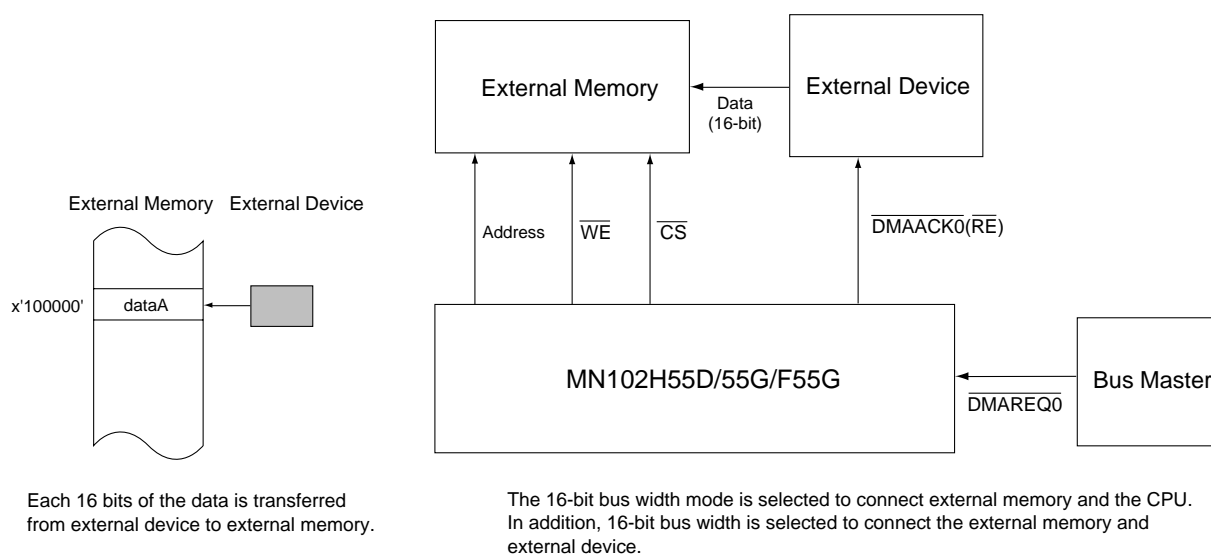 External Memory
External Device
Data
(16-bit)
External Memory External Device
Address
WE
CS
DMAACK0(RE)
x'100000'
dataA
MN102H55D/55G/F55G
DMAREQ0
Bus Master
Each 16 bits of the data is transferred
from external device to external memory.
The 16-bit bus width mode is selected to connect external memory and the CPU.
In addition, 16-bit bus width is selected to connect the external memory and
external device.